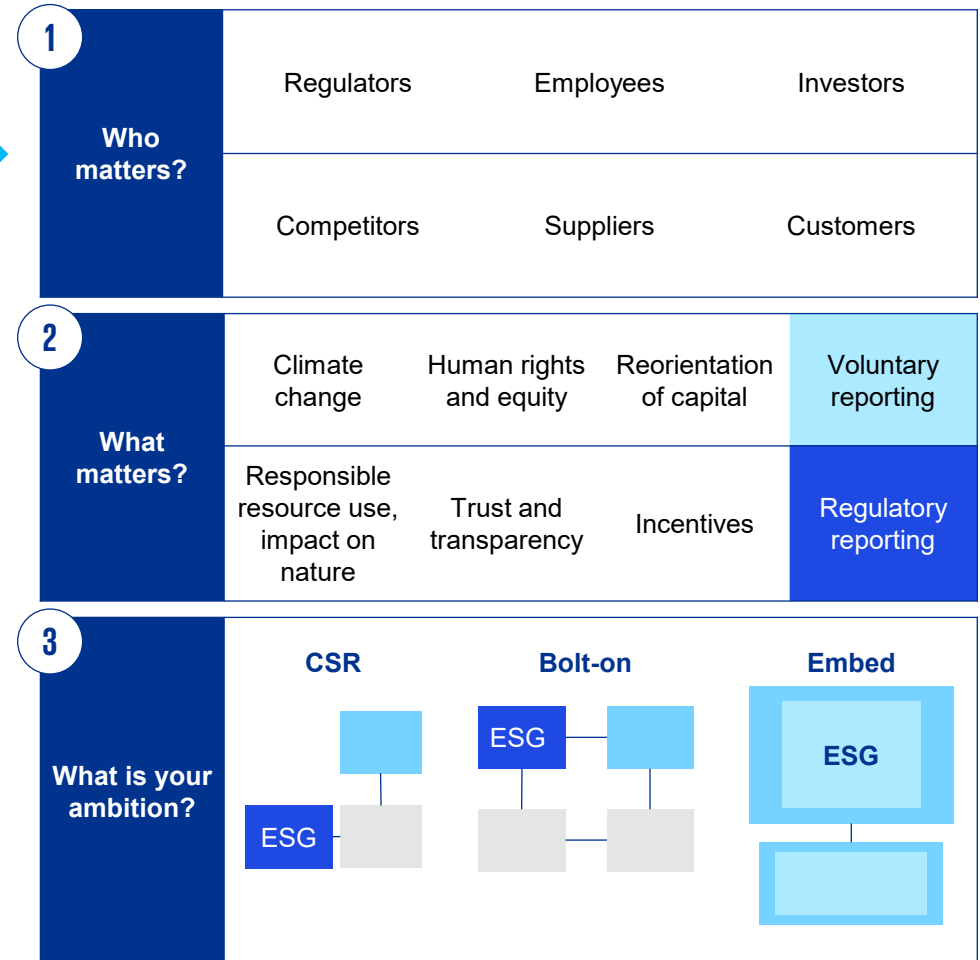 1
Who
matters?
Regulators
Employees
Investors
Competitors
Suppliers
Customers
2
What
matters?
Climate
change
Human rights
and equity
Reorientation
of capital
Voluntary
reporting
Responsible
resource use,
impact on
nature
Trust and
transparency
Incentives
Regulatory
reporting
3
What is your
ambition?
CSR
ESG
Bolt-on
ESG
Embed
ESG